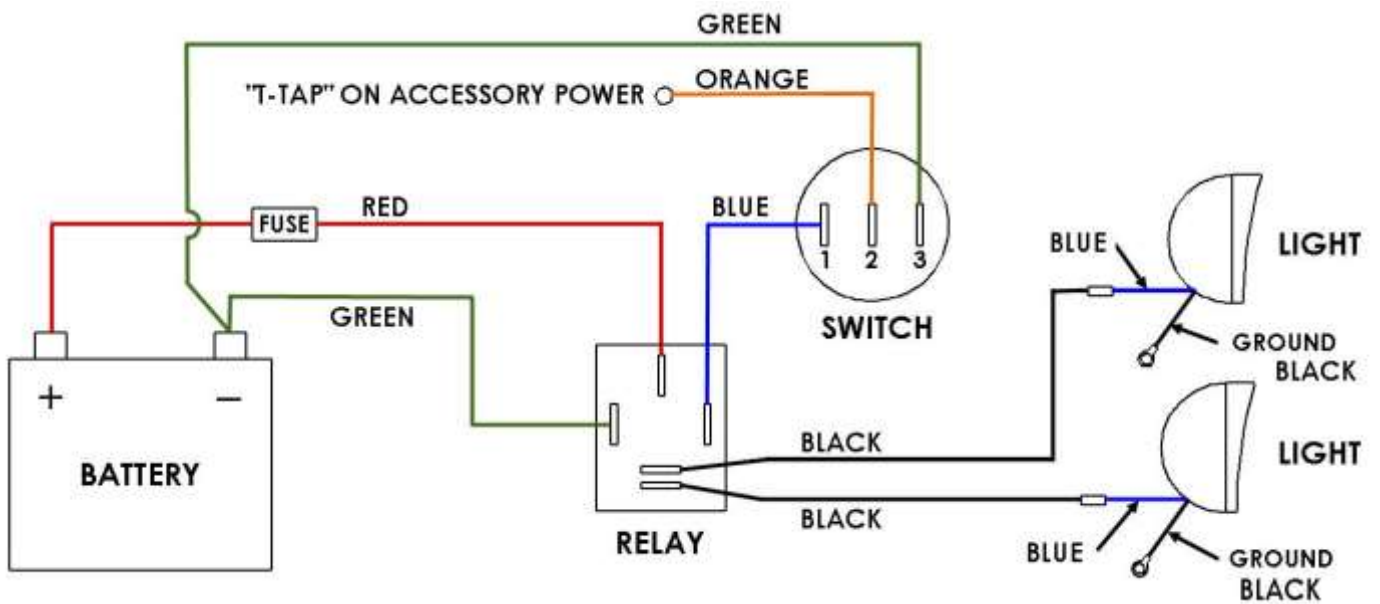 GREEN
"T-TAP" ON ACCESSORY POWER
ORANGE
FUSE
RED
BLUE
1 2 3
SWITCH
BLUE
LIGHT
GREEN
GROUND
BLACK
+ −
BATTERY
BLACK
LIGHT
BLACK
RELAY
BLUE
GROUND
BLACK